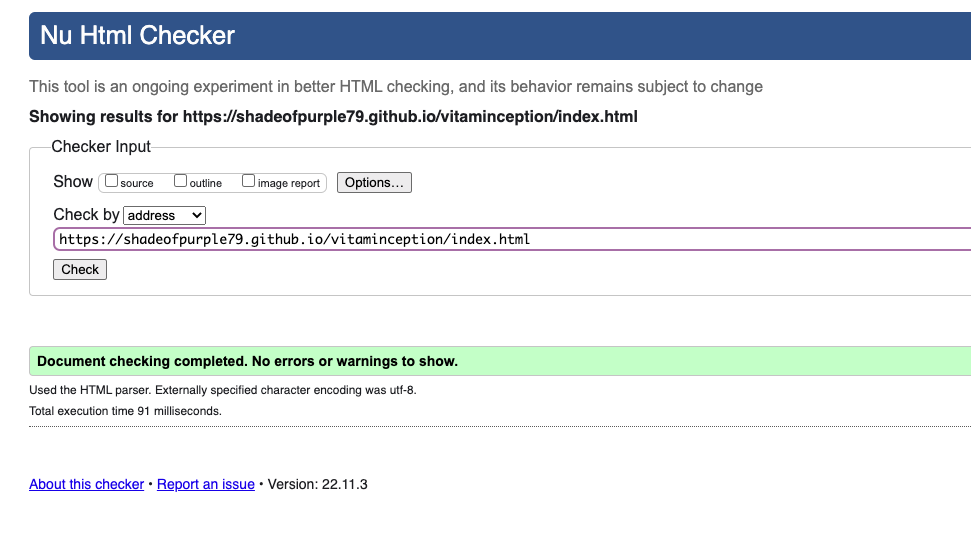 Nu Html Checker
This tool is an ongoing experiment in better HTML checking, and its behavior remains subject to change
Showing results for https://shadeofpurple79.github.io/vitaminception/index.html
Checker Input
Show source outline image report Options...
Check by address
https://shadeofpurple79.github.io/vitaminception/index.html
Check
Document checking completed. No errors or warnings to show.
Used the HTML parser. Externally specified character encoding was utf-8.
Total execution time 91 milliseconds.
About this checker • Report an issue • Version: 22.11.3